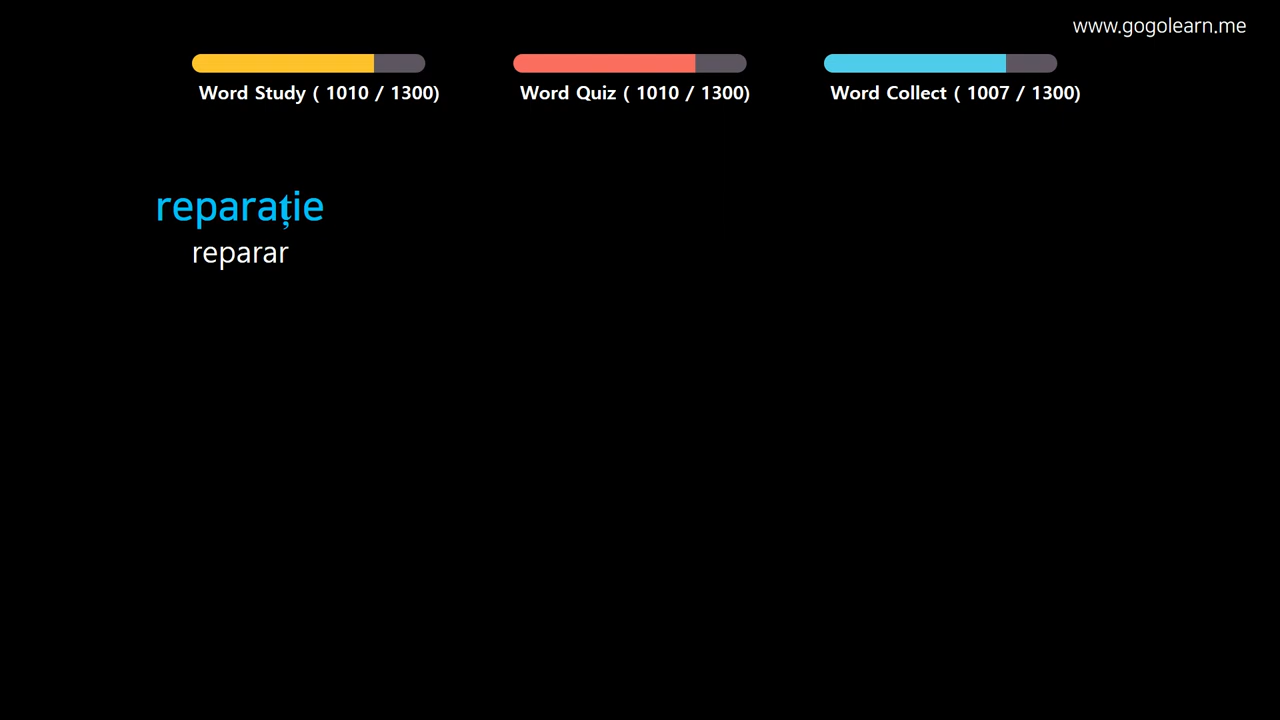 www.gogolearn.me
Word Study ( 1010 / 1300)
Word Quiz ( 1010 / 1300)
Word Collect ( 1007 / 1300)
reparație
reparar